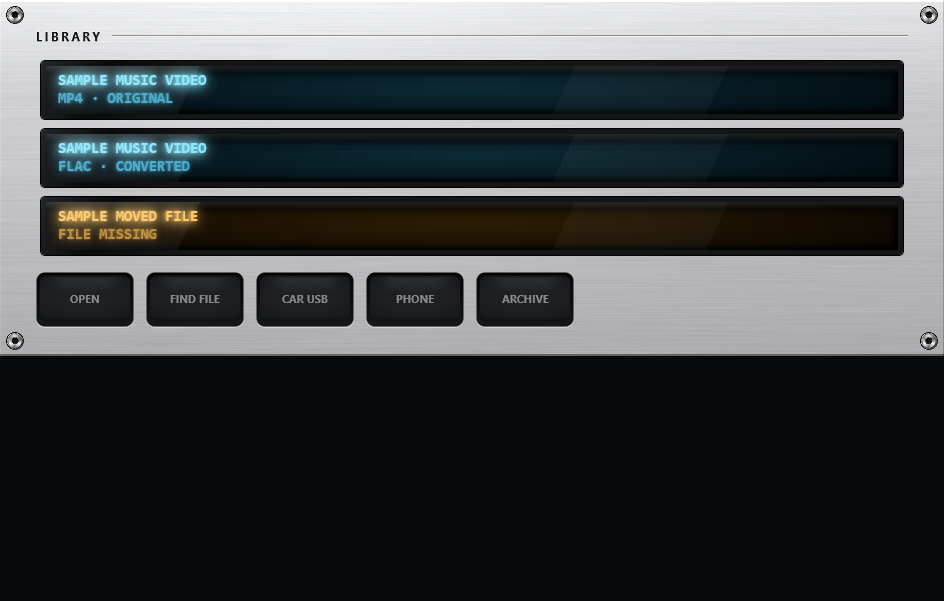 LIBRARY
SAMPLE MUSIC VIDEO
MP4 · ORIGINAL
SAMPLE MUSIC VIDEO
FLAC · CONVERTED
SAMPLE MOVED FILE
FILE MISSING
OPEN
FIND FILE
CAR USB
PHONE
ARCHIVE